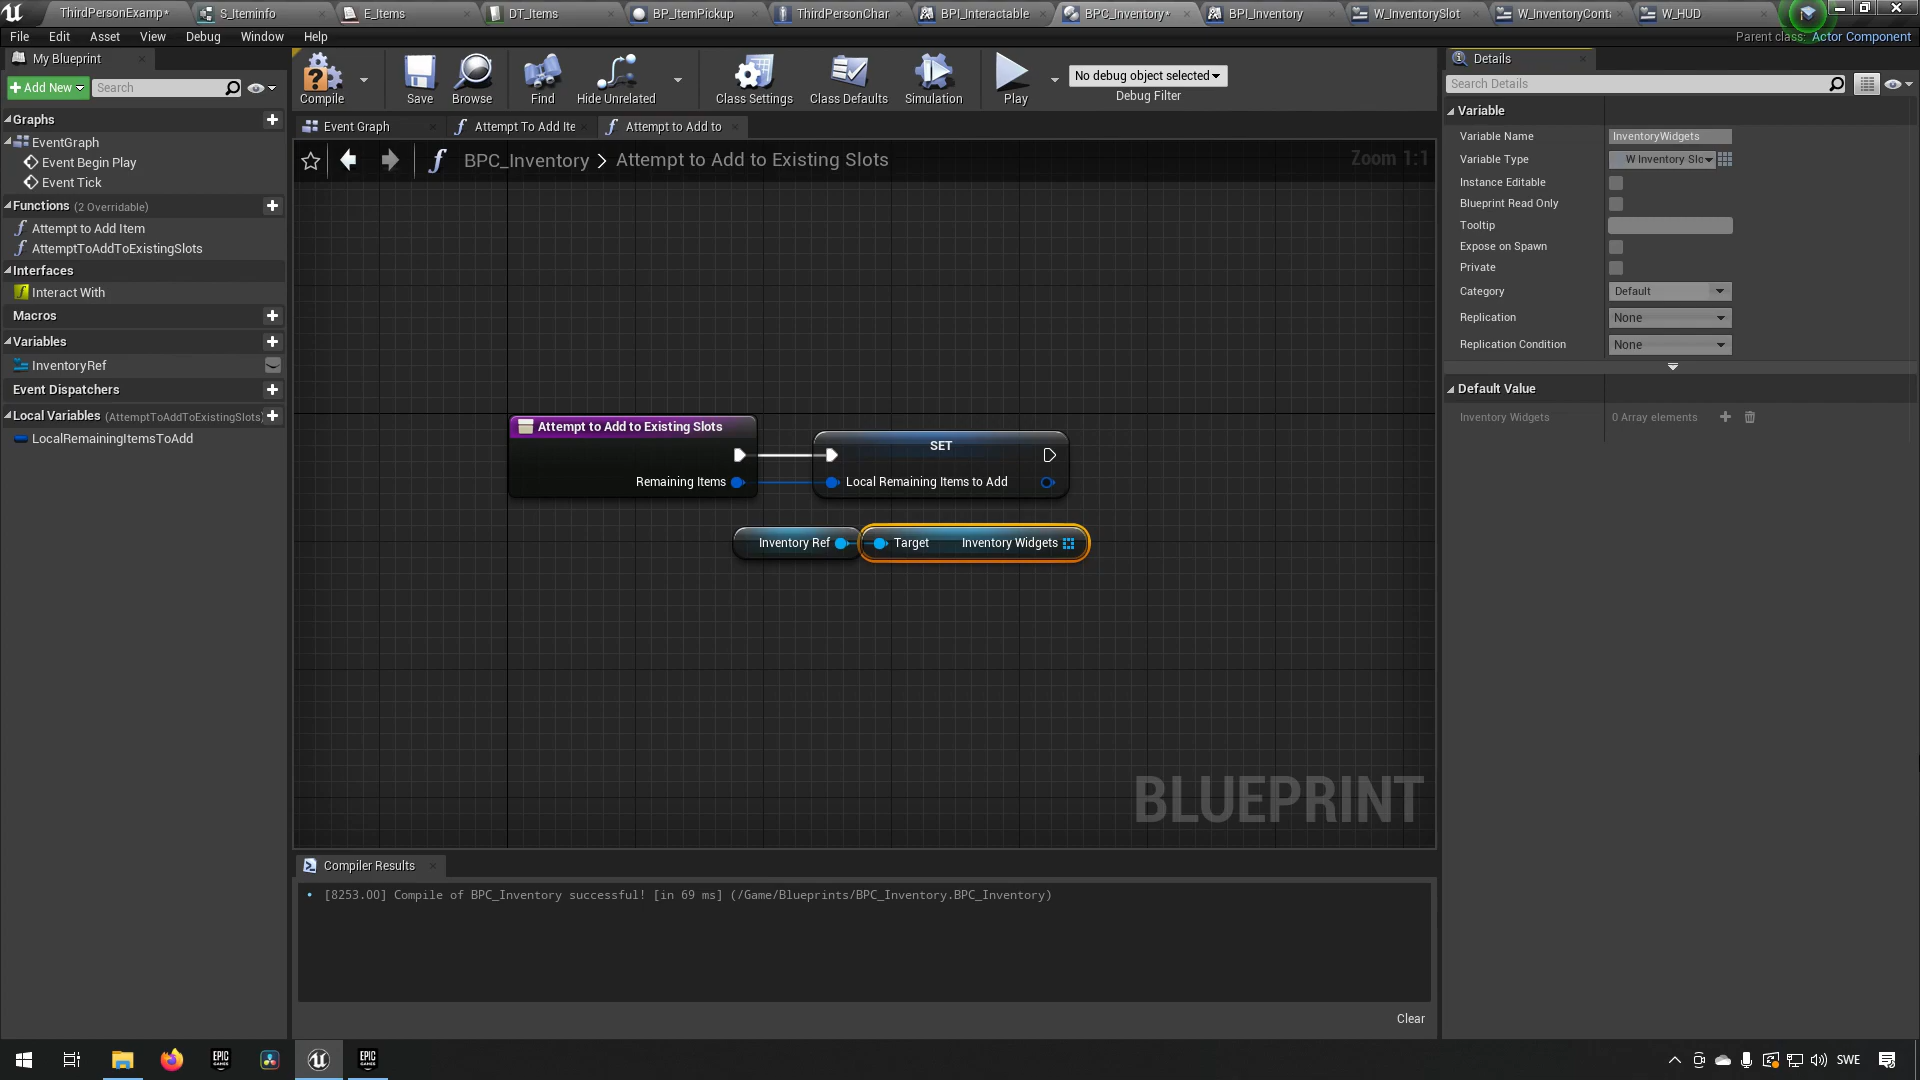 ThirdPersonExamp*
S_Iteminfo
E_Items
DT_Items
BP_ItemPickup
ThirdPersonChar
BPI_Interactable
BPC_Inventory*
BPI_Inventory
W_InventorySlot
W_InventoryCont
W_HUD
File Edit Asset View Debug Window Help
Parent class: Actor Component
My Blueprint
Add New
Search
Graphs
EventGraph
Event Begin Play
Event Tick
Functions (2 Overridable)
Attempt to Add Item
AttemptToAddToExistingSlots
Interfaces
Interact With
Macros
Variables
InventoryRef
Event Dispatchers
Local Variables (AttemptToAddToExistingSlots)
LocalRemainingItemsToAdd
Compile
Save
Browse
Find
Hide Unrelated
Class Settings
Class Defaults
Simulation
Play
No debug object selected
Debug Filter
Event Graph
Attempt To Add Ite
Attempt to Add to
BPC_Inventory > Attempt to Add to Existing Slots
Zoom 1:1
Attempt to Add to Existing Slots
Remaining Items
SET
Local Remaining Items to Add
Inventory Ref
Target
Inventory Widgets
BLUEPRINT
Compiler Results
[8253.00] Compile of BPC_Inventory successful! [in 69 ms] (/Game/Blueprints/BPC_Inventory.BPC_Inventory)
Clear
Details
Search Details
Variable
Variable Name InventoryWidgets
Variable Type W Inventory Slo
Instance Editable
Blueprint Read Only
Tooltip
Expose on Spawn
Private
Category Default
Replication None
Replication Condition None
Default Value
Inventory Widgets 0 Array elements
EPIC GAMES
EPIC GAMES
SWE